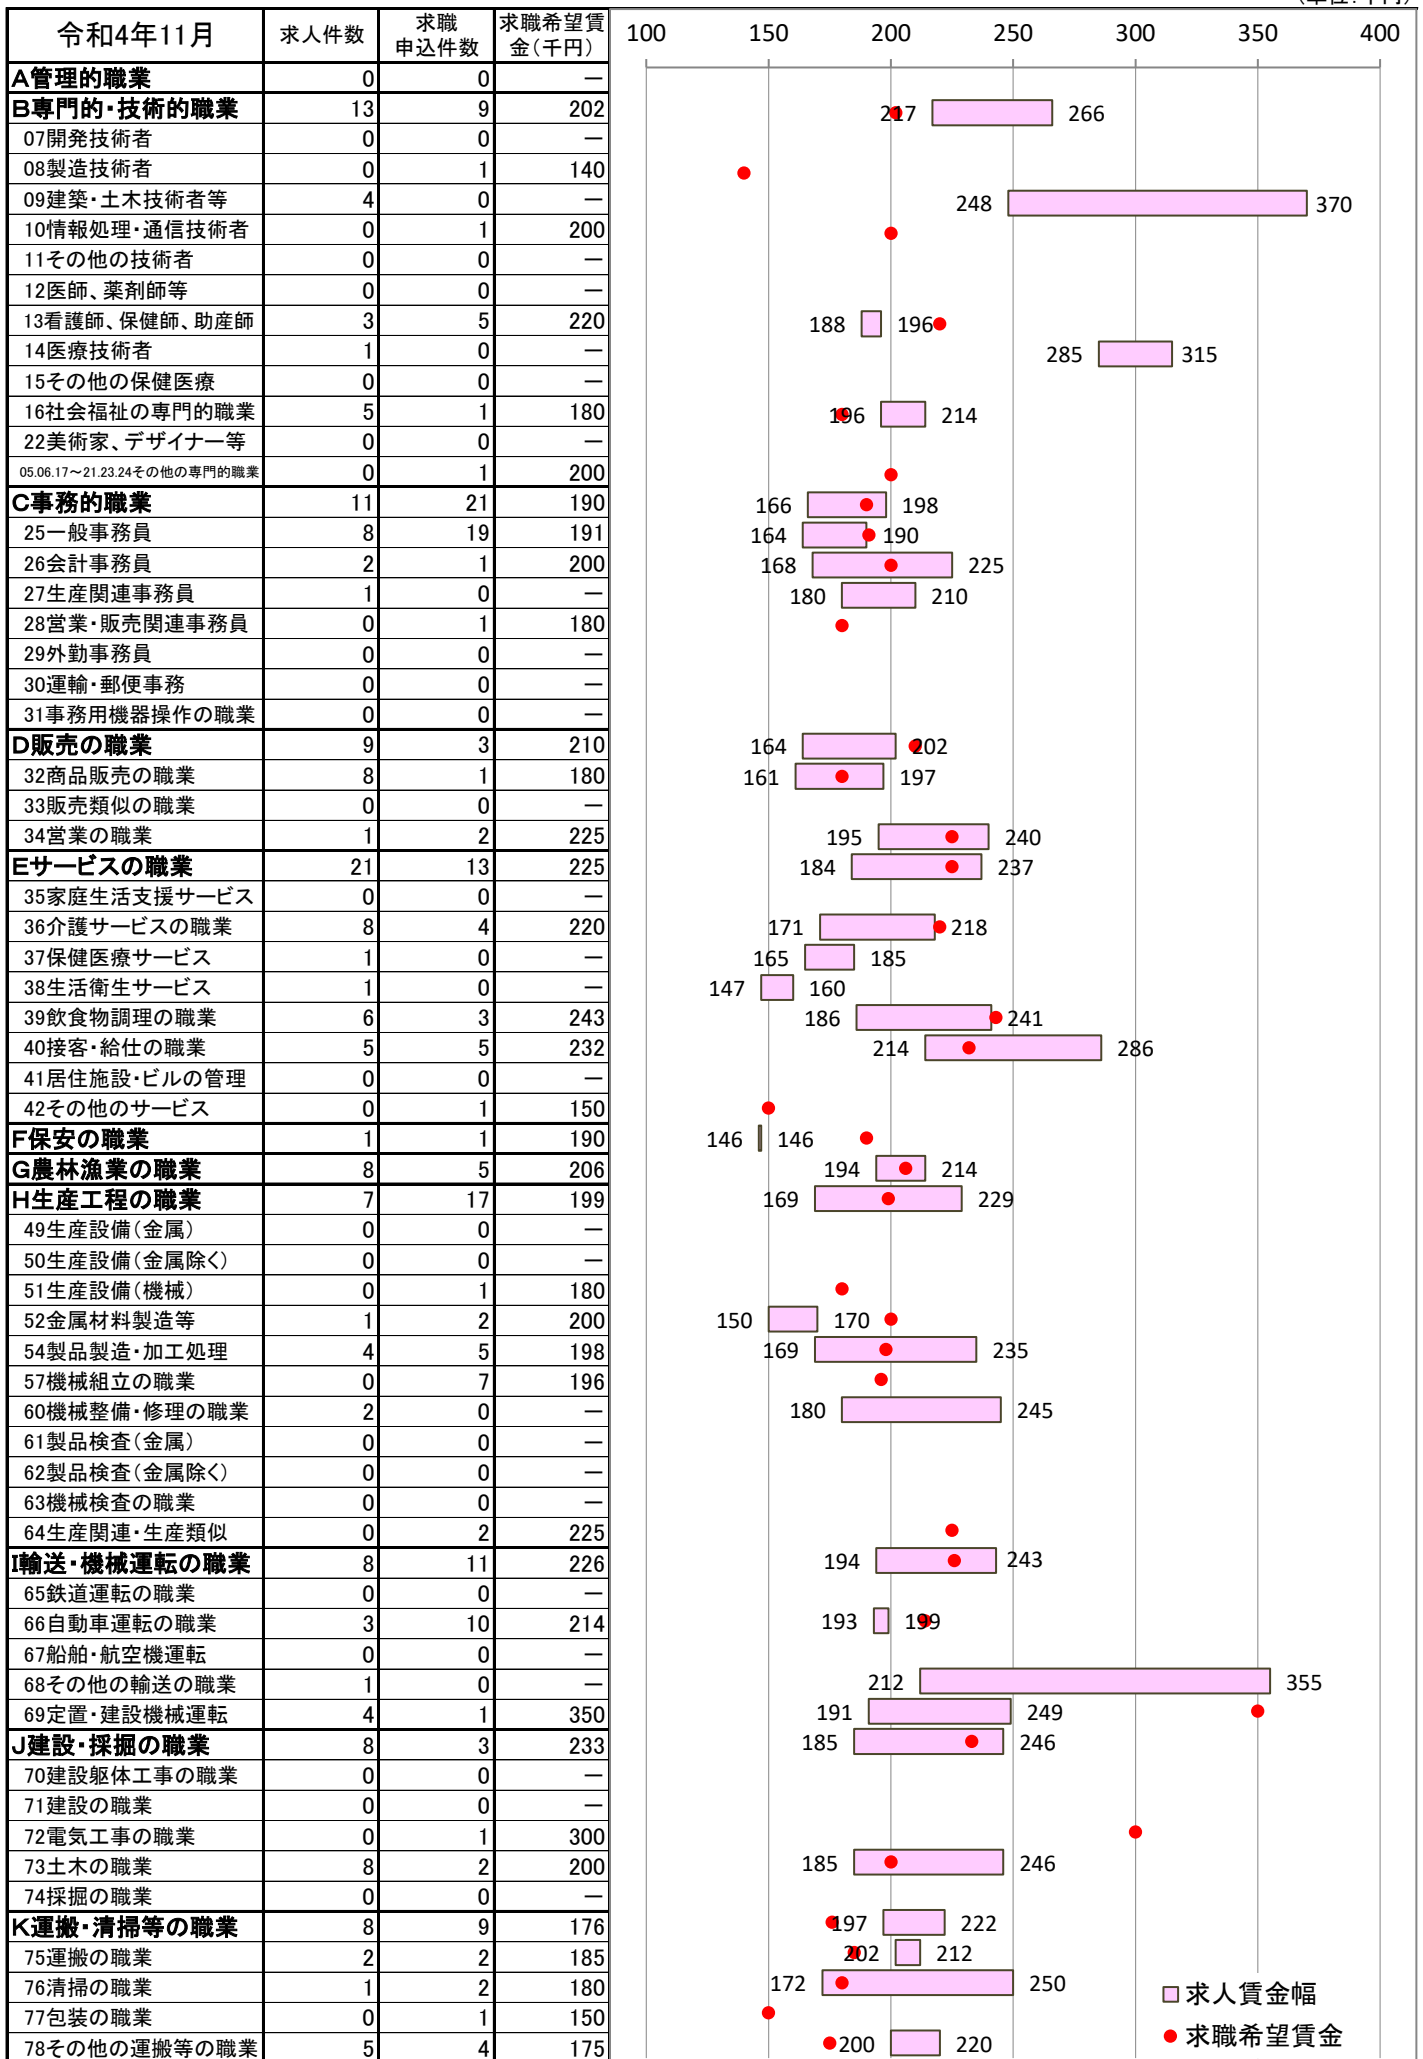 (単位：千円)
令和4年11月 求人件数 求職申込件数 求職希望賃金(千円) 100 150 200 250 300 350 400
A管理的職業 0 0 －
B専門的・技術的職業 13 9 202 217 266
07開発技術者 0 0 －
08製造技術者 0 1 140
09建築・土木技術者等 4 0 － 248 370
10情報処理・通信技術者 0 1 200
11その他の技術者 0 0 －
12医師、薬剤師等 0 0 －
13看護師、保健師、助産師 3 5 220 188 196
14医療技術者 1 0 － 285 315
15その他の保健医療 0 0 －
16社会福祉の専門的職業 5 1 180 196 214
22美術家、デザイナー等 0 0 －
05.06.17～21.23.24その他の専門的職業 0 1 200
C事務的職業 11 21 190 166 198
25一般事務員 8 19 191 164 190
26会計事務員 2 1 200 168 225
27生産関連事務員 1 0 － 180 210
28営業・販売関連事務員 0 1 180
29外勤事務員 0 0 －
30運輸・郵便事務 0 0 －
31事務用機器操作の職業 0 0 －
D販売の職業 9 3 210 164 202
32商品販売の職業 8 1 180 161 197
33販売類似の職業 0 0 －
34営業の職業 1 2 225 195 240
Eサービスの職業 21 13 225 184 237
35家庭生活支援サービス 0 0 －
36介護サービスの職業 8 4 220 171 218
37保健医療サービス 1 0 － 165 185
38生活衛生サービス 1 0 － 147 160
39飲食物調理の職業 6 3 243 186 241
40接客・給仕の職業 5 5 232 214 286
41居住施設・ビルの管理 0 0 －
42その他のサービス 0 1 150
F保安の職業 1 1 190 146 146
G農林漁業の職業 8 5 206 194 214
H生産工程の職業 7 17 199 169 229
49生産設備(金属) 0 0 －
50生産設備(金属除く) 0 0 －
51生産設備(機械) 0 1 180
52金属材料製造等 1 2 200 150 170
54製品製造・加工処理 4 5 198 169 235
57機械組立の職業 0 7 196
60機械整備・修理の職業 2 0 － 180 245
61製品検査(金属) 0 0 －
62製品検査(金属除く) 0 0 －
63機械検査の職業 0 0 －
64生産関連・生産類似 0 2 225
I輸送・機械運転の職業 8 11 226 194 243
65鉄道運転の職業 0 0 －
66自動車運転の職業 3 10 214 193 199
67船舶・航空機運転 0 0 －
68その他の輸送の職業 1 0 － 212 355
69定置・建設機械運転 4 1 350 191 249
J建設・採掘の職業 8 3 233 185 246
70建設躯体工事の職業 0 0 －
71建設の職業 0 0 －
72電気工事の職業 0 1 300
73土木の職業 8 2 200 185 246
74採掘の職業 0 0 －
K運搬・清掃等の職業 8 9 176 197 222
75運搬の職業 2 2 185 202 212
76清掃の職業 1 2 180 172 250
77包装の職業 0 1 150
78その他の運搬等の職業 5 4 175 200 220
求人賃金幅
求職希望賃金